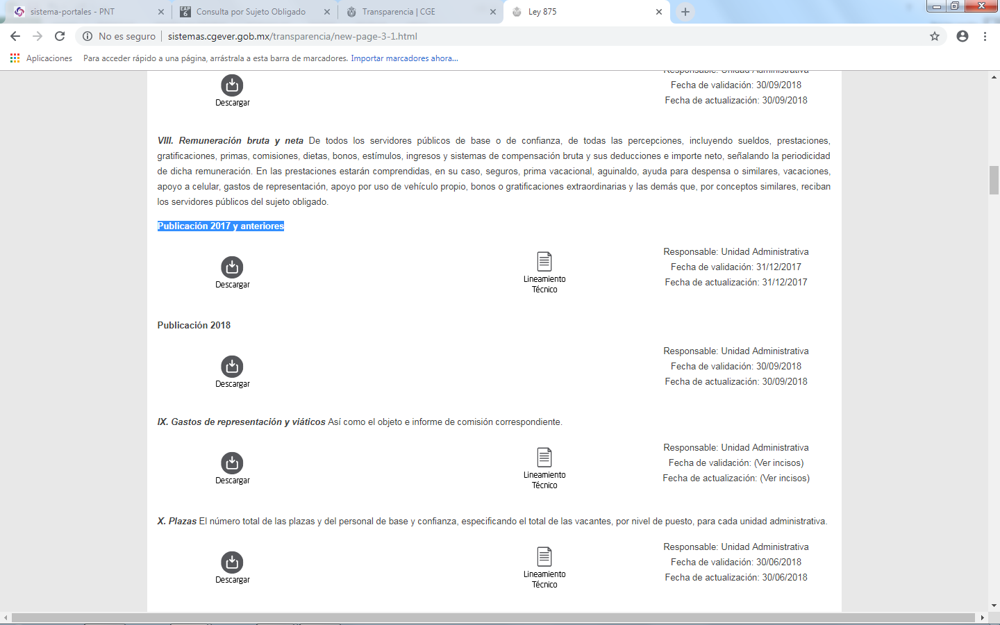 sistema-portales - PNT
EAP 6
Consulta por Sujeto Obligado
Transparencia | CGE
Ley 875
No es seguro
sistemas.cgever.gob.mx/transparencia/new-page-3-1.html
Aplicaciones
Para acceder rápido a una página, arrástrala a esta barra de marcadores. Importar marcadores ahora...
Responsable: Unidad Administrativa
Fecha de validación: 30/09/2018
Fecha de actualización: 30/09/2018
Descargar
VIII. Remuneración bruta y neta De todos los servidores públicos de base o de confianza, de todas las percepciones, incluyendo sueldos, prestaciones,
gratificaciones, primas, comisiones, dietas, bonos, estímulos, ingresos y sistemas de compensación bruta y sus deducciones e importe neto, señalando la periodicidad
de dicha remuneración. En las prestaciones estarán comprendidas, en su caso, seguros, prima vacacional, aguinaldo, ayuda para despensa o similares, vacaciones,
apoyo a celular, gastos de representación, apoyo por uso de vehículo propio, bonos o gratificaciones extraordinarias y las demás que, por conceptos similares, reciban
los servidores públicos del sujeto obligado.
Publicación 2017 y anteriores
Descargar
Lineamiento
Técnico
Responsable: Unidad Administrativa
Fecha de validación: 31/12/2017
Fecha de actualización: 31/12/2017
Publicación 2018
Descargar
Responsable: Unidad Administrativa
Fecha de validación: 30/09/2018
Fecha de actualización: 30/09/2018
IX. Gastos de representación y viáticos Así como el objeto e informe de comisión correspondiente.
Descargar
Lineamiento
Técnico
Responsable: Unidad Administrativa
Fecha de validación: (Ver incisos)
Fecha de actualización: (Ver incisos)
X. Plazas El número total de las plazas y del personal de base y confianza, especificando el total de las vacantes, por nivel de puesto, para cada unidad administrativa.
Descargar
Lineamiento
Técnico
Responsable: Unidad Administrativa
Fecha de validación: 30/06/2018
Fecha de actualización: 30/06/2018